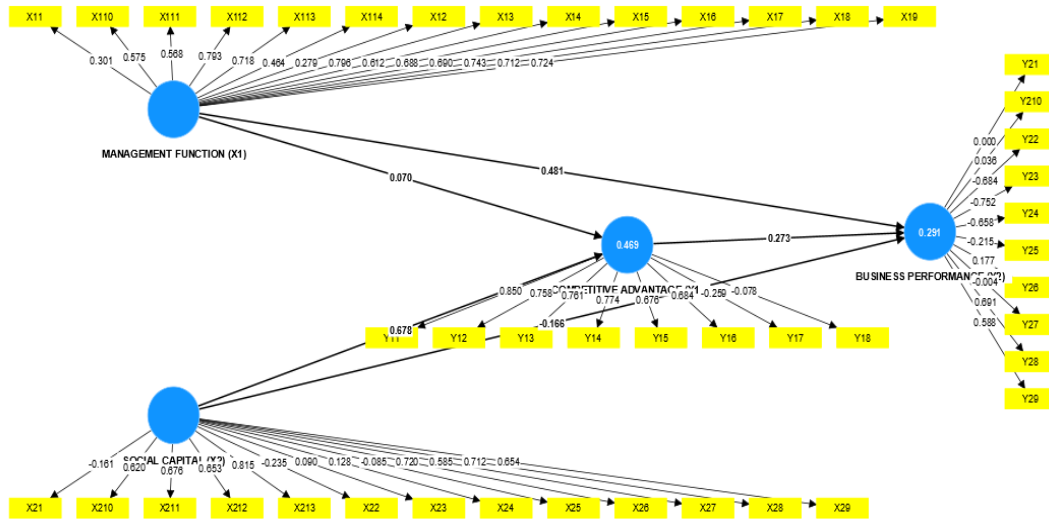 X11 X110 X111 X112 X113 X114 X12 X13 X14 X15 X16 X17 X18 X19
0.301 0.575 0.568 0.793 0.718 0.464 0.279 0.796 0.612 0.688 0.690 0.743 0.712 0.724
MANAGEMENT FUNCTION (X1)
0.481
0.070
Y21
Y210
Y22
Y23
Y24
Y25
Y26
Y27
Y28
Y29
0.000
0.036
-0.684
-0.752
-0.658
-0.215
0.177
-0.004
0.691
0.588
0.291
BUSINESS PERFORMANCE (Y2)
0.469
0.273
COMPETITIVE ADVANTAGE (Y1
0.850 0.758 0.761 0.774 0.676 0.684 -0.259 -0.078
0.678
-0.166
Y11 Y12 Y13 Y14 Y15 Y16 Y17 Y18
SOCIAL CAPITAL (X2)
-0.161 0.620 0.676 0.653 0.815 -0.235 0.090 0.128 -0.085 0.720 0.585 0.712 0.654
X21 X210 X211 X212 X213 X22 X23 X24 X25 X26 X27 X28 X29